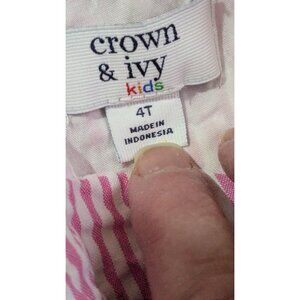 crown
& ivy
kids
4T
MADE IN
INDONESIA